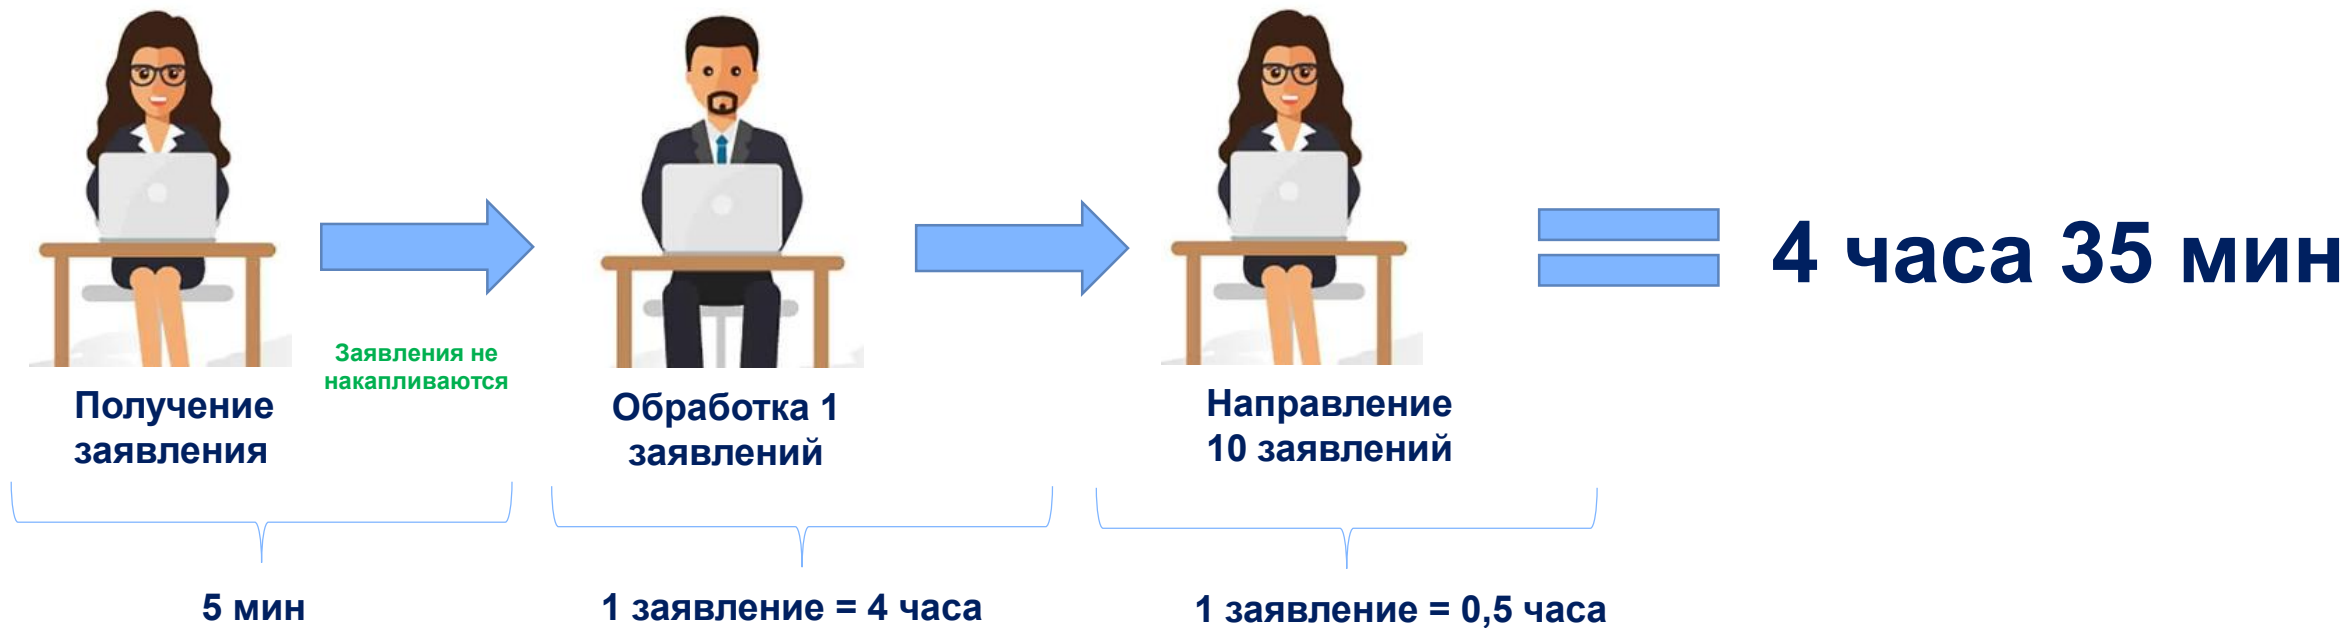 4 часа 35 мин
Заявления не
накапливаются
Получение
заявления
Обработка 1
заявлений
Направление
10 заявлений
5 мин
1 заявление = 4 часа
1 заявление = 0,5 часа